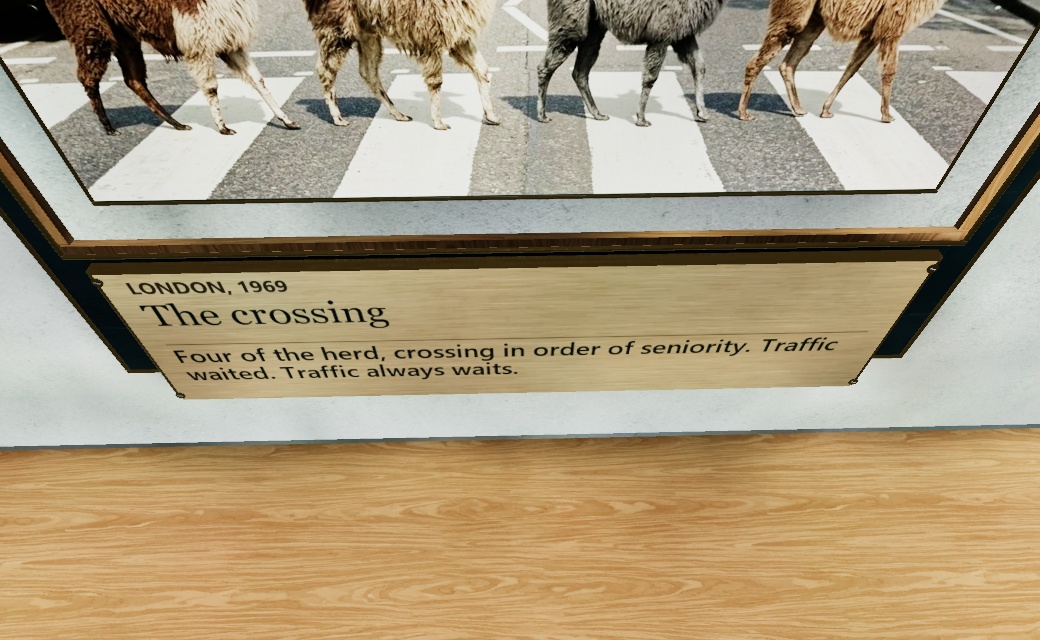 LONDON, 1969
The crossing
Four of the herd, crossing in order of seniority. Traffic
waited. Traffic always waits.